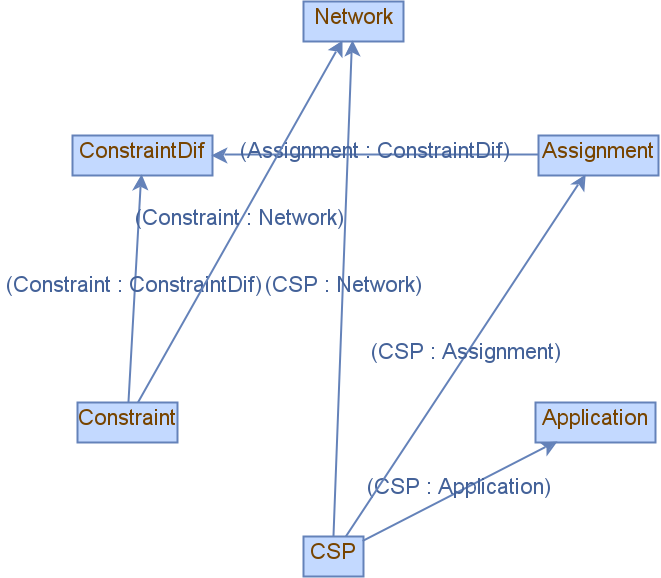 Network
ConstraintDif
(Assignment : ConstraintDif)
Assignment
(Constraint : Network)
(Constraint : ConstraintDif)
(CSP : Network)
(CSP : Assignment)
Constraint
Application
(CSP : Application)
CSP